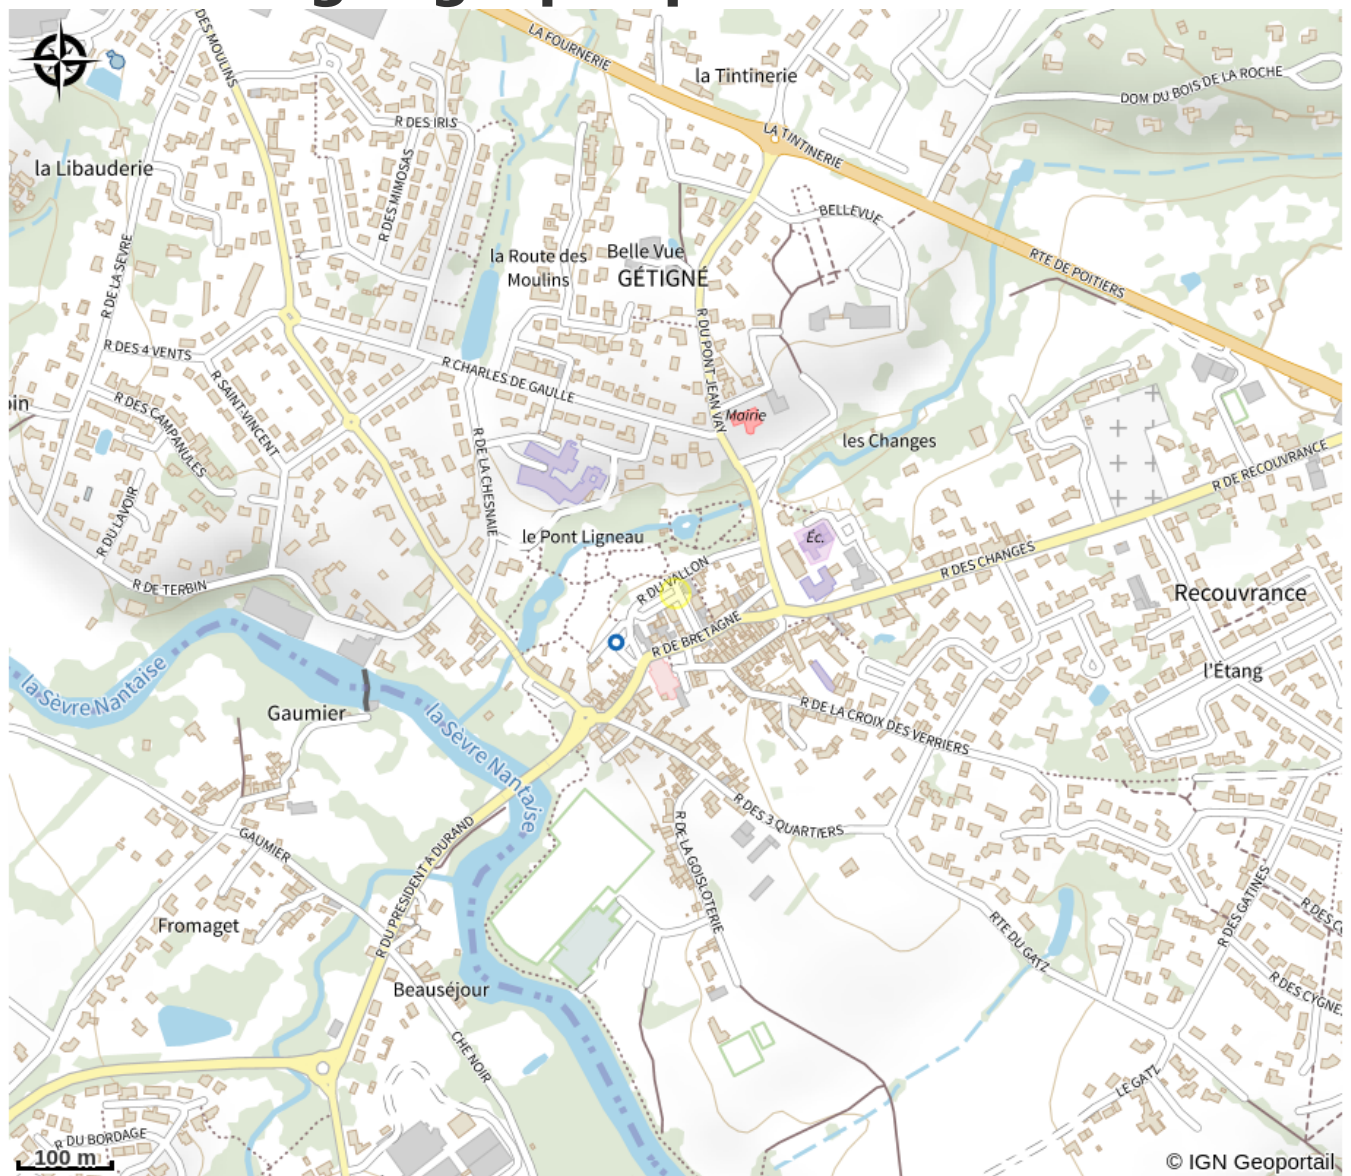 DES MOULINS
LA FOURNERIE
la Tintinerie
DOM DU BOIS DE LA ROCHE
R DES IRIS
LA TINTINERIE
la Libauderie
R DES MIMOSAS
BELLEVUE
R DE LA SEVRE
la Route des
Moulins
Belle Vue
GÉTIGNÉ
RTE DE POITIERS
R DU PONT JEAN VAY
R DES 4 VENTS
R CHARLES DE GAULLE
R SAINT-VINCENT
R DES CAMPANULES
oin
Mairie
les Changes
R DE LA CHESNAIE
R DE RECOUVRANCE
R DU LAVOIR
le Pont Ligneau
Éc.
R DES CHANGES
R DE TERBIN
R DU VALLON
Recouvrance
R DE BRETAGNE
l'Étang
la Sèvre Nantaise
Gaumier
la Sèvre Nantaise
R DE LA CROIX DES VERRIERS
R DES 3 QUARTIERS
GAUMIER
R DU PRESIDENT A DURAND
R DE LA GOISLOTERIE
Fromaget
R DES GATINES
R DES C
RTE DU GATZ
Beauséjour
R DES CYGNE
CHE NOIR
LE GATZ
R DU BORDAGE
100 m
© IGN Geoportail